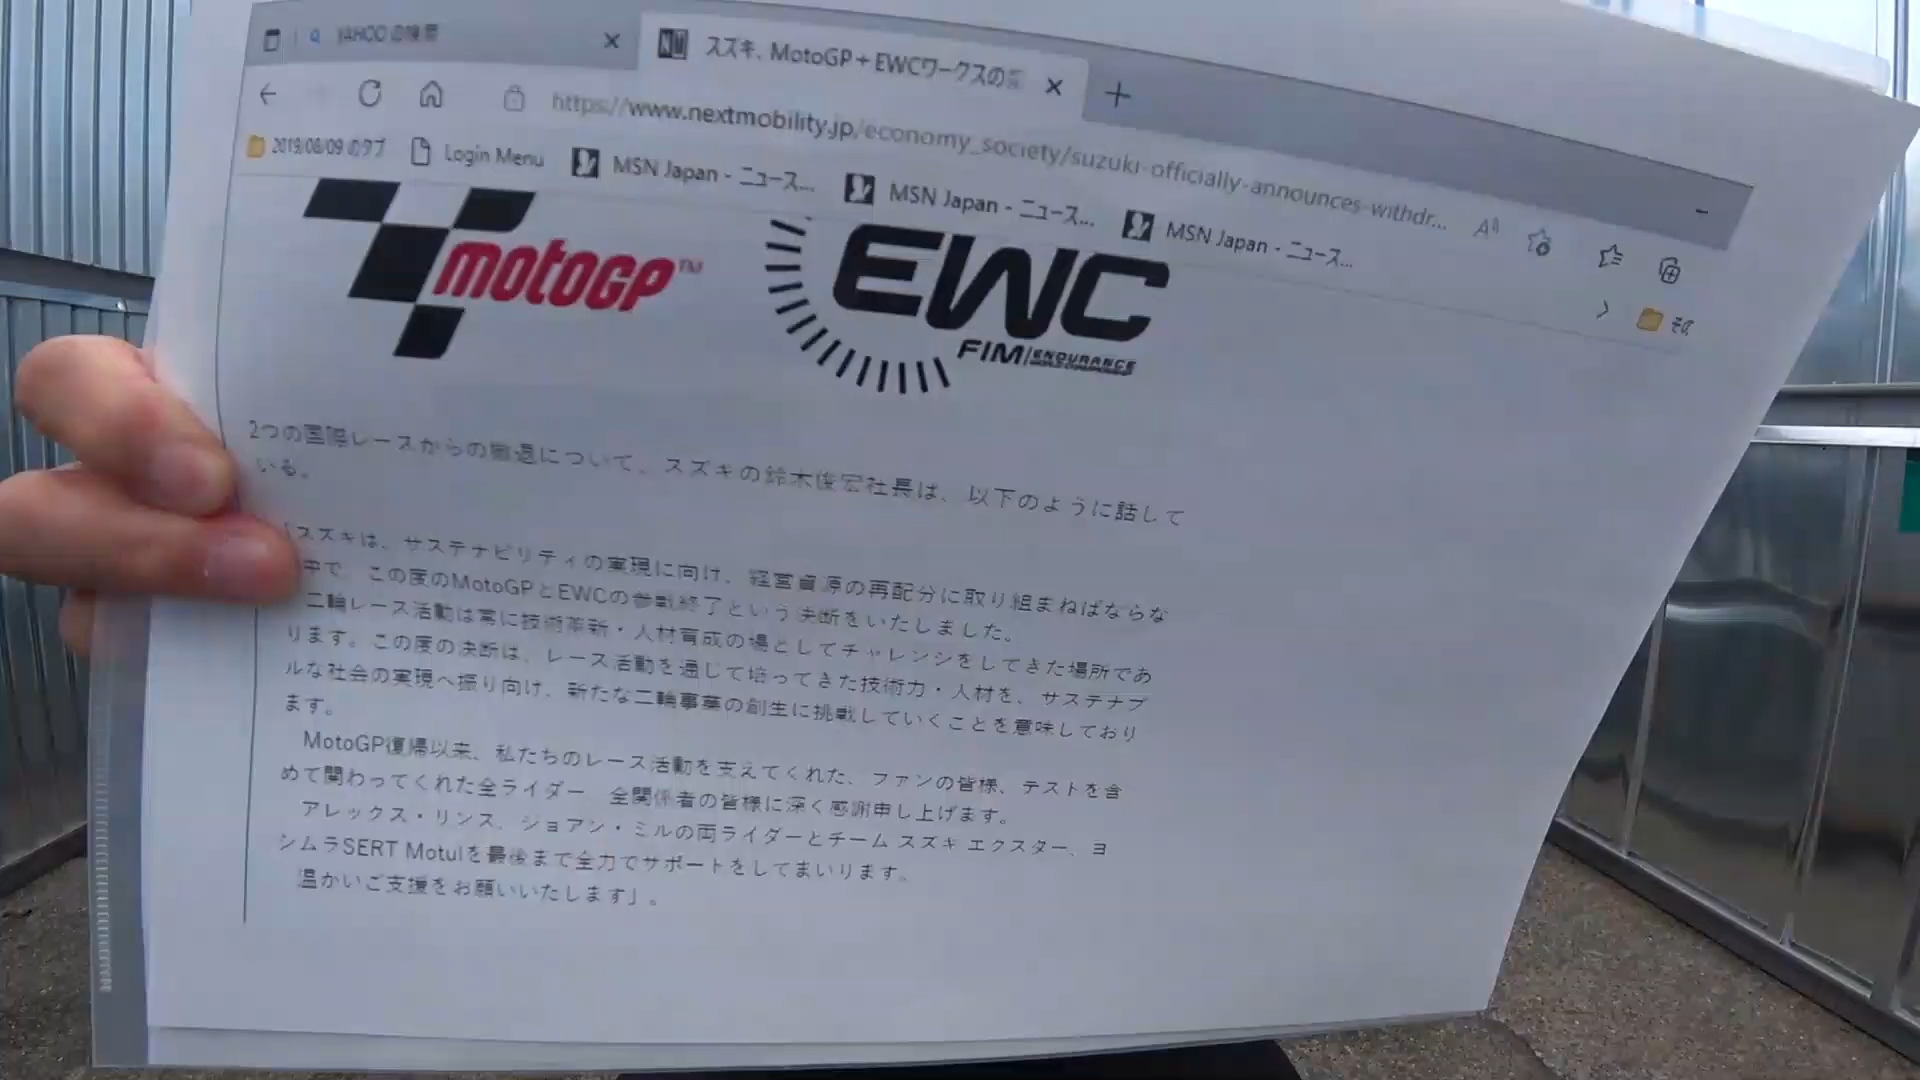 YAHOO の検索
スズキ、MotoGP＋EWCワークスの
https://www.nextmobility.jp/economy_society/suzuki-officially-announces-withdr...
2019/08/09 のタブ
Login Menu
MSN Japan - ニュース...
MSN Japan - ニュース...
MSN Japan - ニュース...
その
motoGP™
EWC
FIM ENDURANCE
2つの国際レースからの撤退について、スズキの鈴木俊宏社長は、以下のように話して
いる。
「スズキは、サステナビリティの実現に向け、経営資源の再配分に取り組まねばならな
中で、この度のMotoGPとEWCの参戦終了という決断をいたしました。
二輪レース活動は常に技術革新・人材育成の場としてチャレンジをしてきた場所であ
ります。この度の決断は、レース活動を通じて培ってきた技術力・人材を、サステナブ
ルな社会の実現へ振り向け、新たな二輪事業の創生に挑戦していくことを意味しており
ます。
MotoGP復帰以来、私たちのレース活動を支えてくれた、ファンの皆様、テストを含
めて関わってくれた全ライダー 全関係者の皆様に深く感謝申し上げます。
アレックス・リンス、ジョアン・ミルの両ライダーとチーム スズキ エクスター、ヨ
シムラSERT Motulを最後まで全力でサポートをしてまいります。
温かいご支援をお願いいたします」。